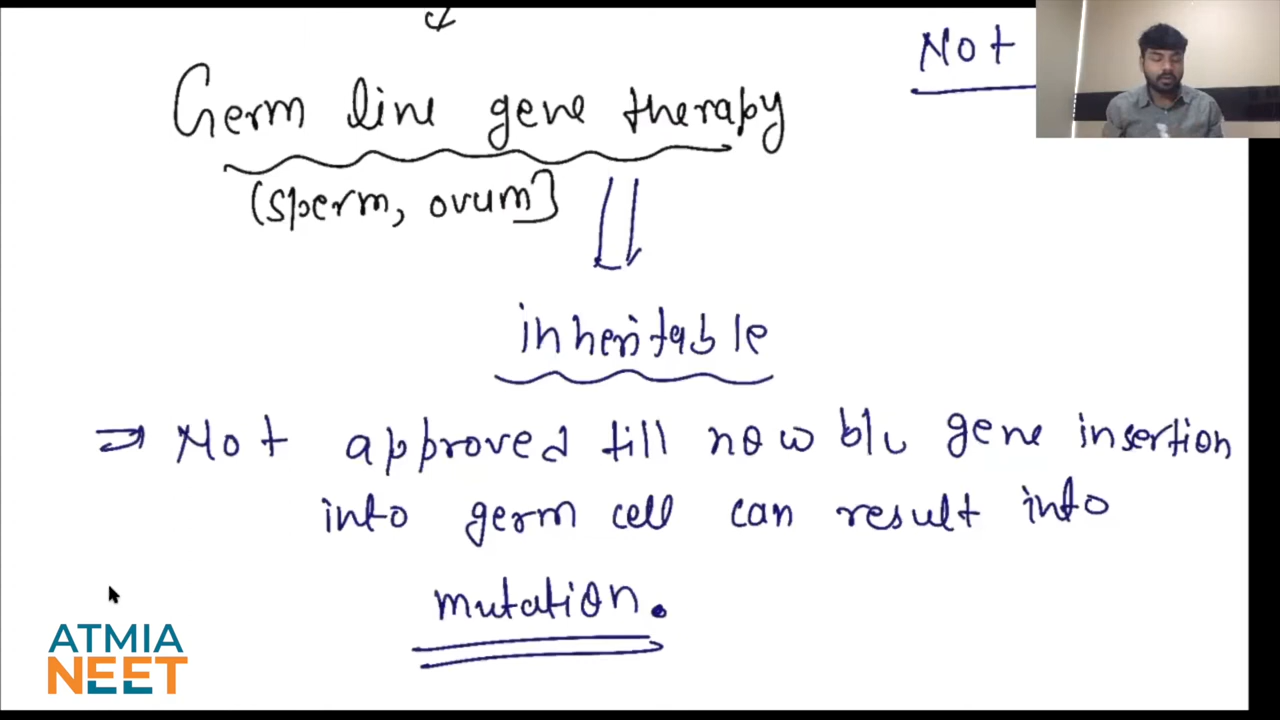 Not
Germ line gene therapy
(sperm, ovum)
inheritable
⇒ Not approved till now b/c gene insertion
into germ cell can result into
mutation.
ATMIA
NEET